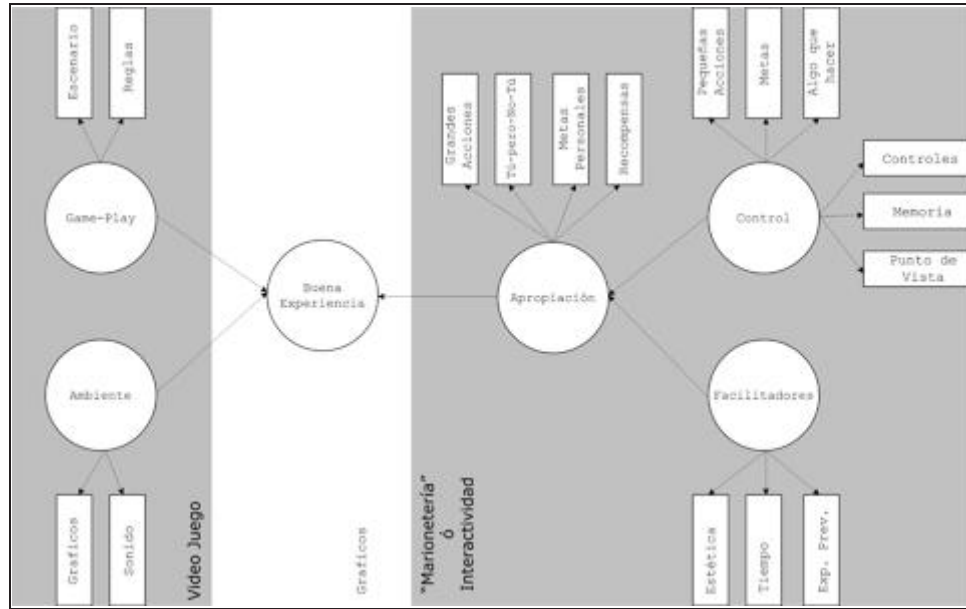 Escenario
Reglas
Game-Play
Ambiente
Graficos
Sonido
Video Juego
Buena
Experiencia
Graficos
Grandes
Acciones
Tú-pero-No-Tú
Metas
Personales
Recompensas
Apropiación
"Marionetería"
ó
Interactividad
Pequeñas
Acciones
Metas
Algo que
hacer
Controles
Memoria
Punto de
Vista
Control
Facilitadores
Estética
Tiempo
Exp. Prev.